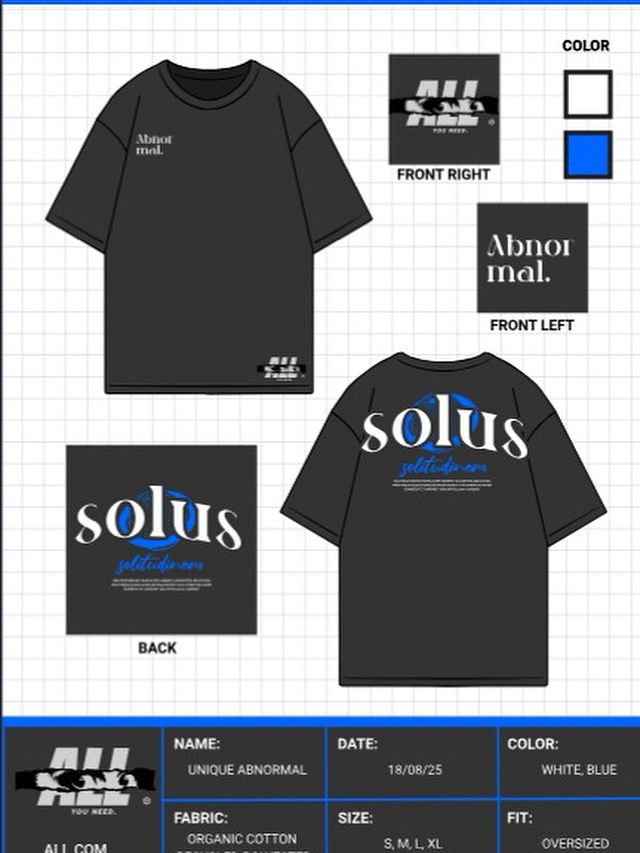 COLOR
ALL
YOU NEED.
®
FRONT RIGHT
Abnor
mal.
Abnor
mal.
FRONT LEFT
ALL
solus
solitudinem
solus
solitudinem
BACK
ALL
YOU NEED.
®
ALL.COM
NAME:
UNIQUE ABNORMAL
DATE:
18/08/25
COLOR:
WHITE, BLUE
FABRIC:
ORGANIC COTTON
SIZE:
S, M, L, XL
FIT:
OVERSIZED